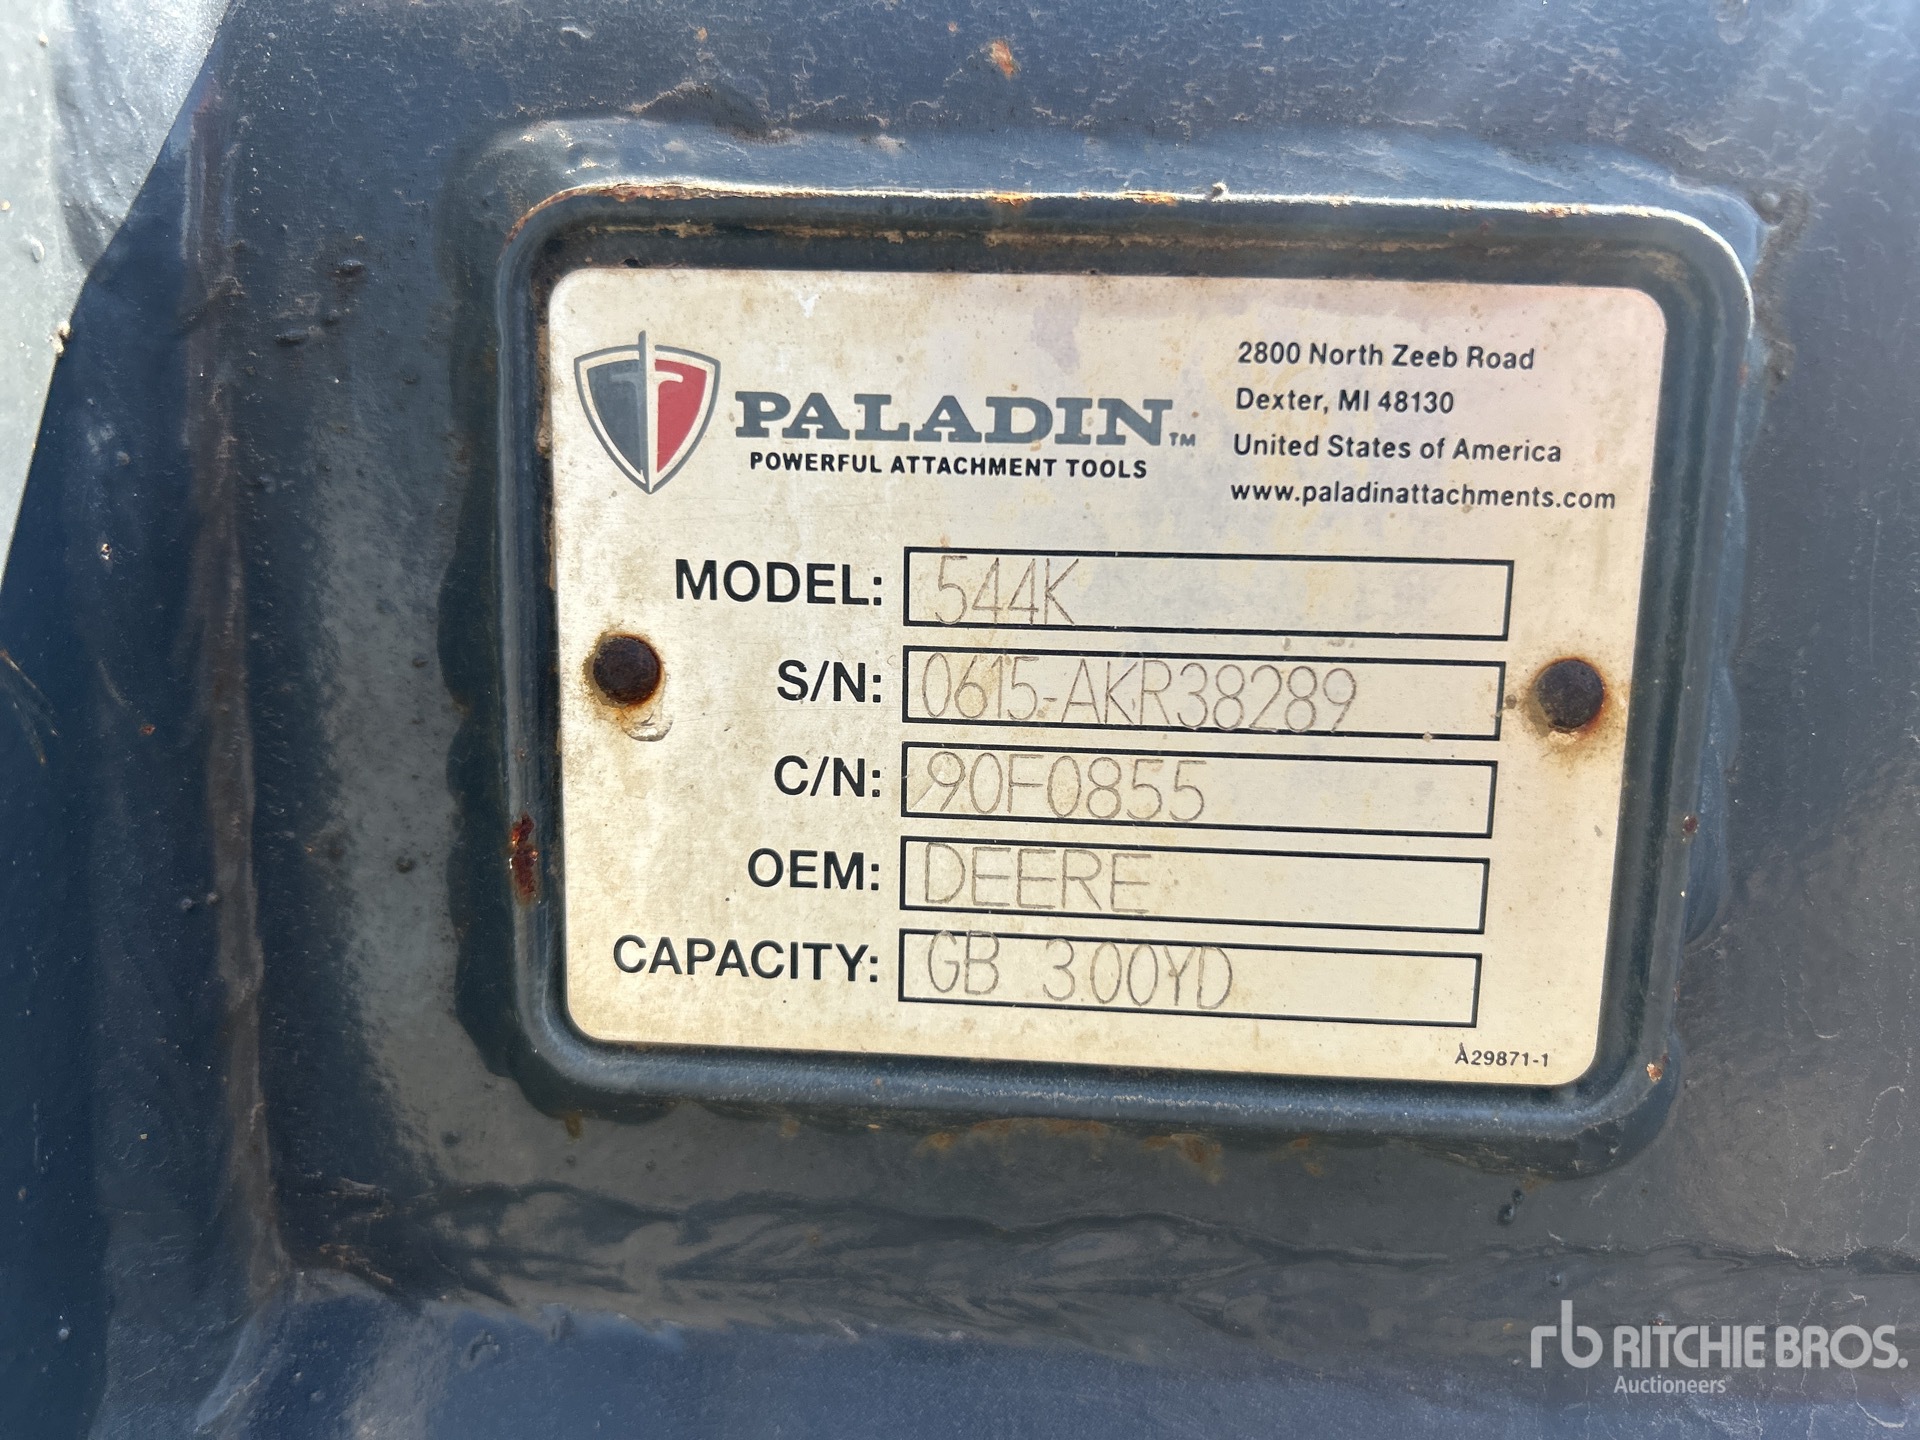 PALADIN™
POWERFUL ATTACHMENT TOOLS
2800 North Zeeb Road
Dexter, MI 48130
United States of America
www.paladinattachments.com
MODEL: 544K
S/N: 0615-AKR38289
C/N: 90F0855
OEM: DEERE
CAPACITY: GB 3.00YD
A29871-1
rb RITCHIE BROS.
Auctioneers